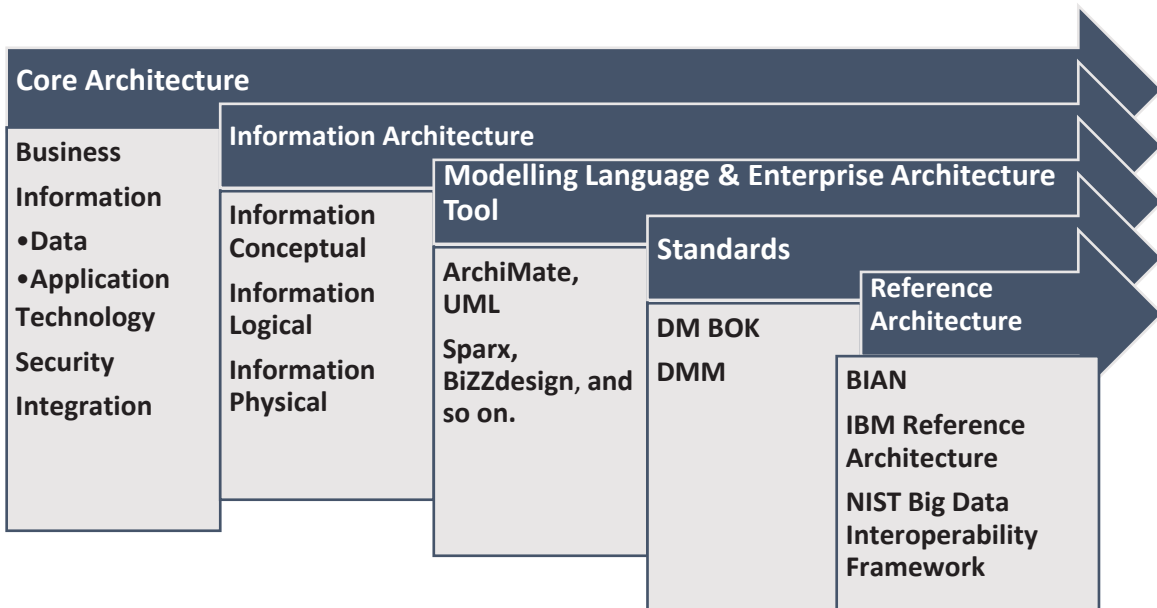 Core Architecture
Business
Information
•Data
•Application
Technology
Security
Integration
Information Architecture
Information
Conceptual
Information
Logical
Information
Physical
Modelling Language & Enterprise Architecture
Tool
ArchiMate,
UML
Sparx,
BiZZdesign, and
so on.
Standards
DM BOK
DMM
Reference
Architecture
BIAN
IBM Reference
Architecture
NIST Big Data
Interoperability
Framework